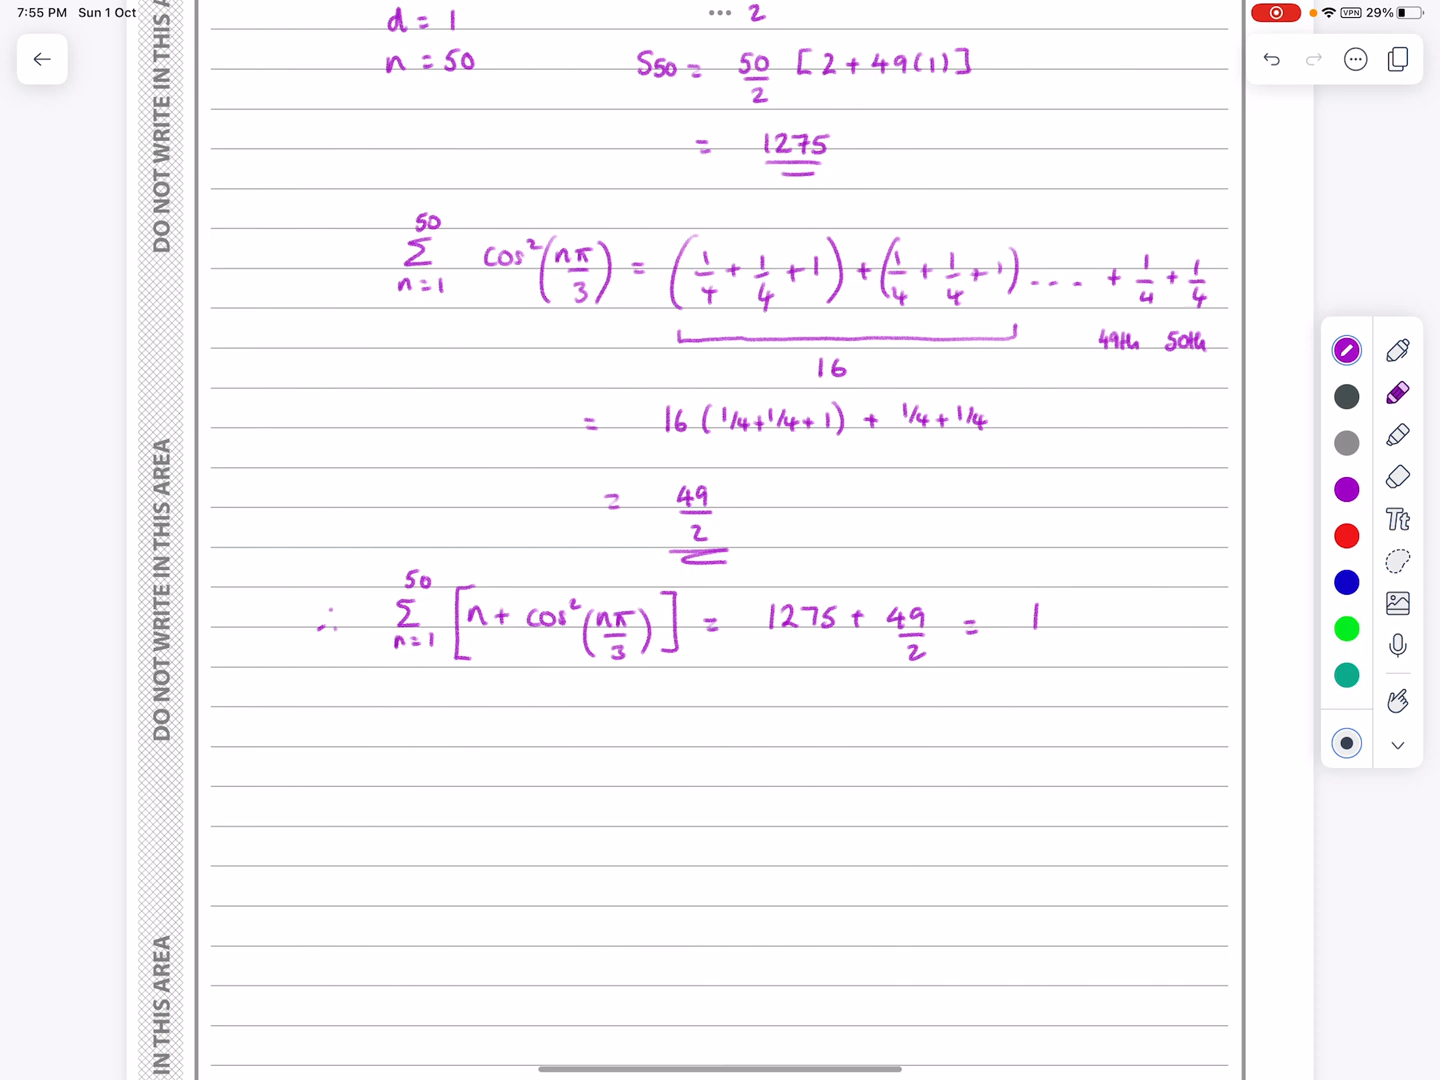 7:55 PM Sun 1 Oct
VPN 29%
d = 1
2
n = 50
S50 = 50/2 [2 + 49(1)]
= 1275
50 Σ n=1 cos²(nπ/3) = (1/4 + 1/4 + 1) + (1/4 + 1/4 + 1) .... + 1/4 + 1/4
49th 50th
16
= 16 (1/4 + 1/4 + 1) + 1/4 + 1/4
= 49/2
∴ 50 Σ n=1 [n + cos²(nπ/3)] = 1275 + 49/2 = 1
DO NOT WRITE IN THIS A
DO NOT WRITE IN THIS AREA
IN THIS AREA
Tt